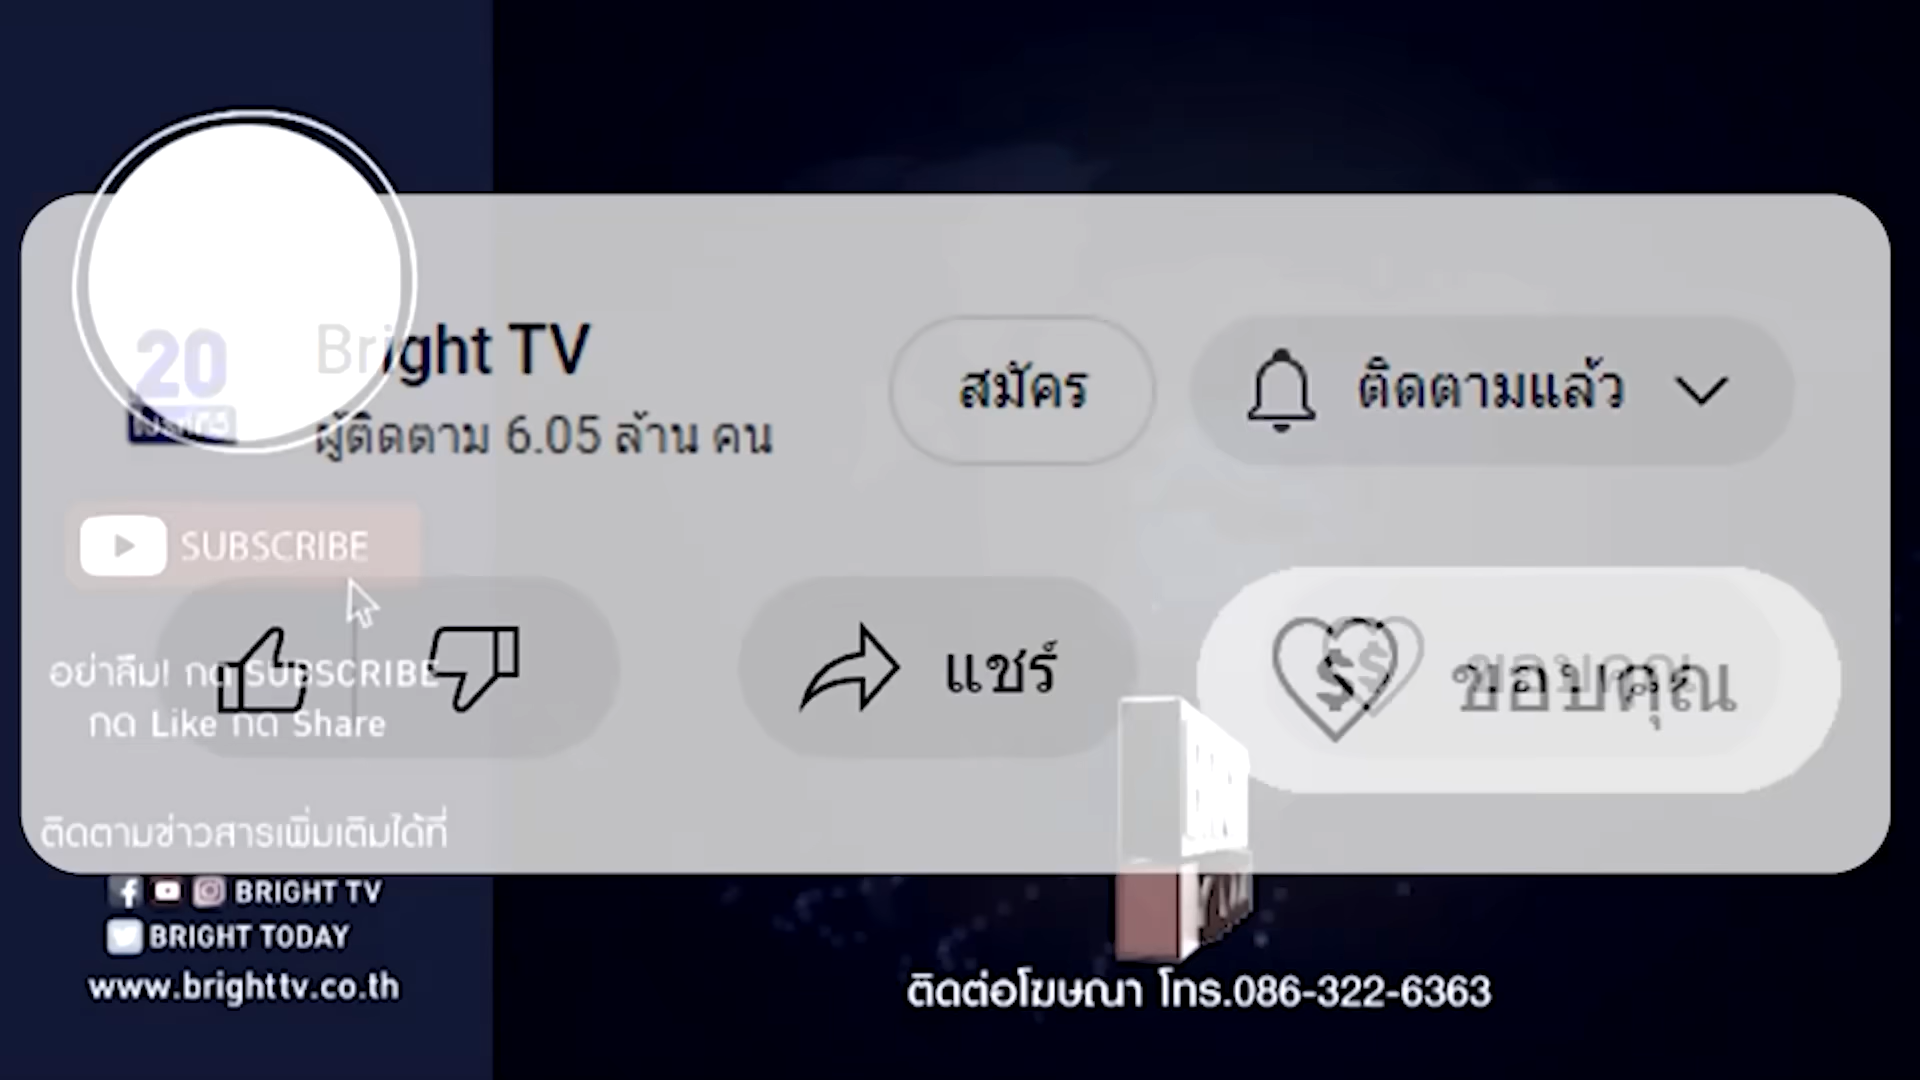 20
Bright TV
ผู้ติดตาม 6.05 ล้าน คน
สมัคร
ติดตามแล้ว
SUBSCRIBE
แชร์
ขอบคุณ
อย่าลืม! กด SUBSCRIBE
กด Like กด Share
ติดตามข่าวสารเพิ่มเติมได้ที่
BRIGHT TV
BRIGHT TODAY
www.brighttv.co.th
ติดต่อโฆษณา โทร.086-322-6363